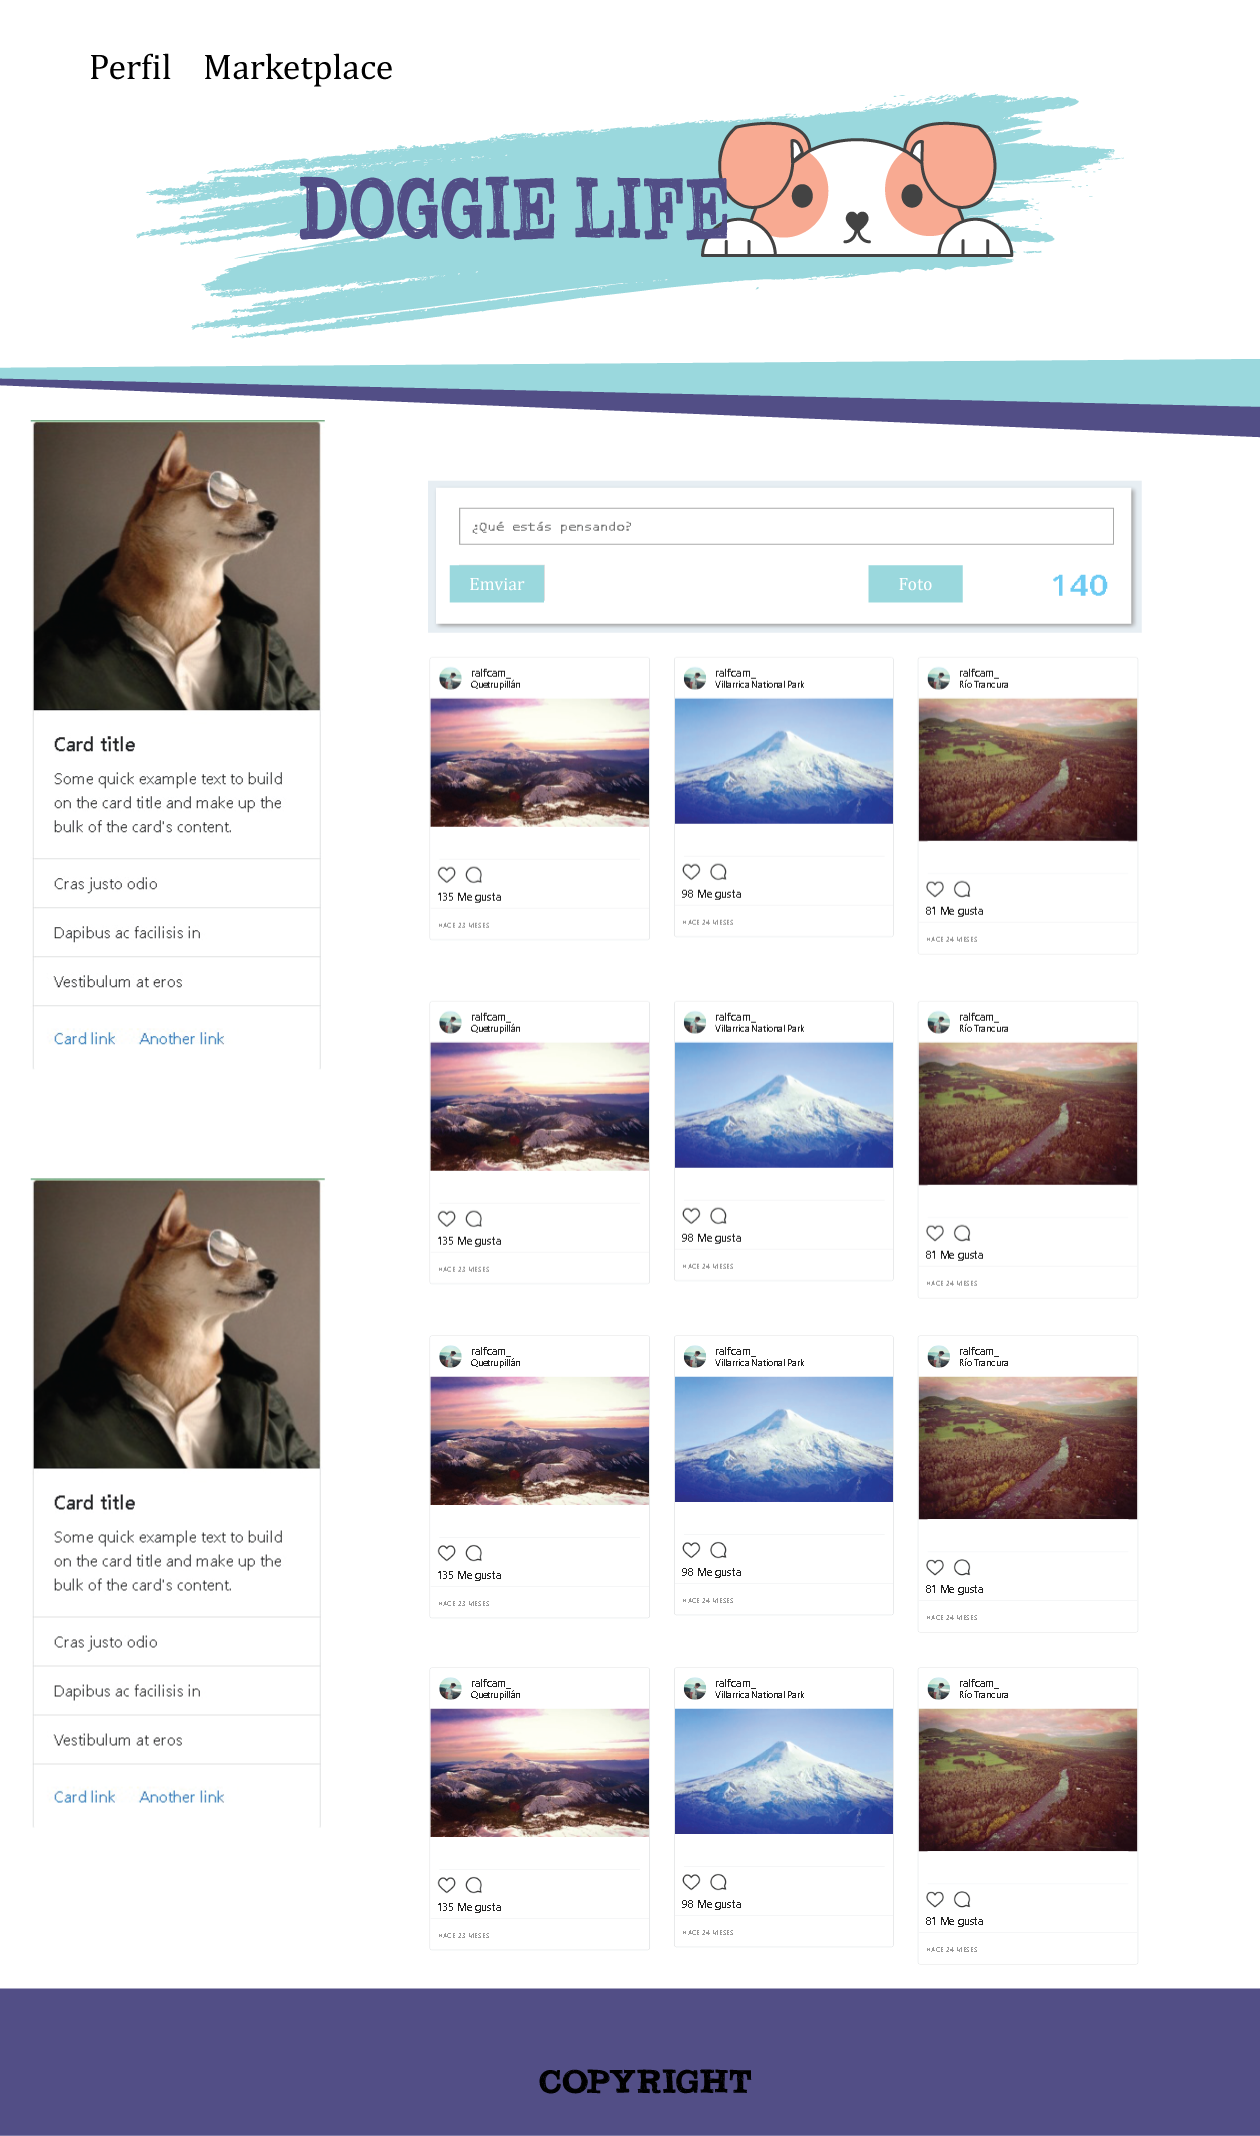 Perfil Marketplace
DOGGIE LIFE
Card title
Some quick example text to build
on the card title and make up the
bulk of the card's content.
Cras justo odio
Dapibus ac facilisis in
Vestibulum at eros
Card link Another link
Card title
Some quick example text to build
on the card title and make up the
bulk of the card's content.
Cras justo odio
Dapibus ac facilisis in
Vestibulum at eros
Card link Another link
¿Qué estás pensando?
Emviar Foto 140
ralfcam_
Quetrupillán
135 Me gusta
HACE 23 MESES
ralfcam_
Villarrica National Park
98 Me gusta
HACE 24 MESES
ralfcam_
Río Trancura
81 Me gusta
HACE 24 MESES
ralfcam_
Quetrupillán
135 Me gusta
HACE 23 MESES
ralfcam_
Villarrica National Park
98 Me gusta
HACE 24 MESES
ralfcam_
Río Trancura
81 Me gusta
HACE 24 MESES
ralfcam_
Quetrupillán
135 Me gusta
HACE 23 MESES
ralfcam_
Villarrica National Park
98 Me gusta
HACE 24 MESES
ralfcam_
Río Trancura
81 Me gusta
HACE 24 MESES
ralfcam_
Quetrupillán
135 Me gusta
HACE 23 MESES
ralfcam_
Villarrica National Park
98 Me gusta
HACE 24 MESES
ralfcam_
Río Trancura
81 Me gusta
HACE 24 MESES
COPYRIGHT